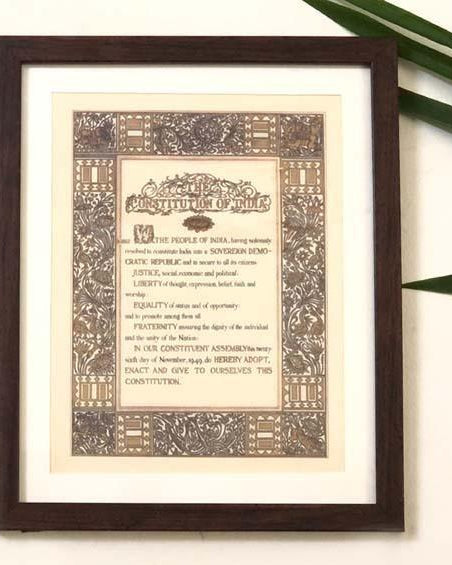 THE
CONSTITUTION OF INDIA
WE, THE PEOPLE OF INDIA, having solemnly
resolved to constitute India into a SOVEREIGN DEMO-
CRATIC REPUBLIC and to secure to all its citizens:
JUSTICE, social, economic and political;
LIBERTY of thought, expression, belief, faith and
worship;
EQUALITY of status and of opportunity;
and to promote among them all
FRATERNITY assuring the dignity of the individual
and the unity of the Nation;
IN OUR CONSTITUENT ASSEMBLY this twenty-
sixth day of November, 1949, do HEREBY ADOPT,
ENACT AND GIVE TO OURSELVES THIS
CONSTITUTION.